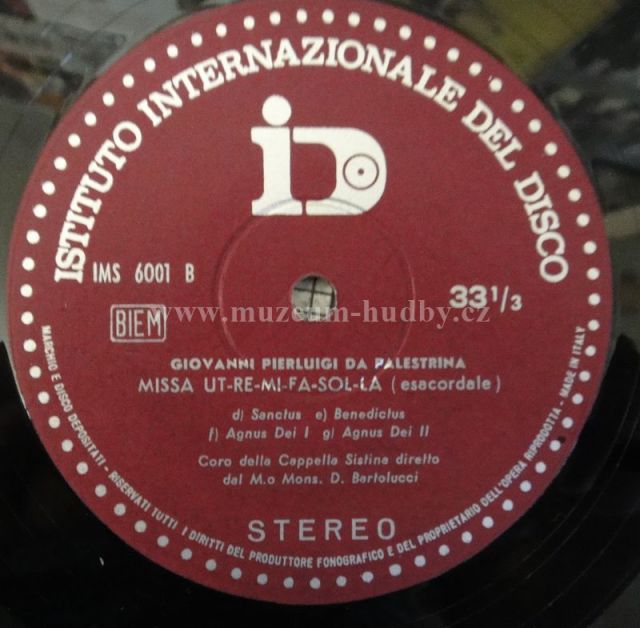 ISTITUTO INTERNAZIONALE DEL DISCO
iD
IMS 6001 B
33 1/3
BIEM
www.muzeum-hudby.cz
GIOVANNI PIERLUIGI DA PALESTRINA
MISSA UT-RE-MI-FA-SOL-LA (esacordale)
d) Sanctus e) Benedictus
f) Agnus Dei I g) Agnus Dei II
Coro della Cappella Sistina diretto
dal M.o Mons. D. Bartolucci
STEREO
MARCHIO E DISCO DEPOSITATI - RISERVATI TUTTI I DIRITTI DEL PRODUTTORE FONOGRAFICO E DEL PROPRIETARIO DELL'OPERA RIPRODOTTA - MADE IN ITALY